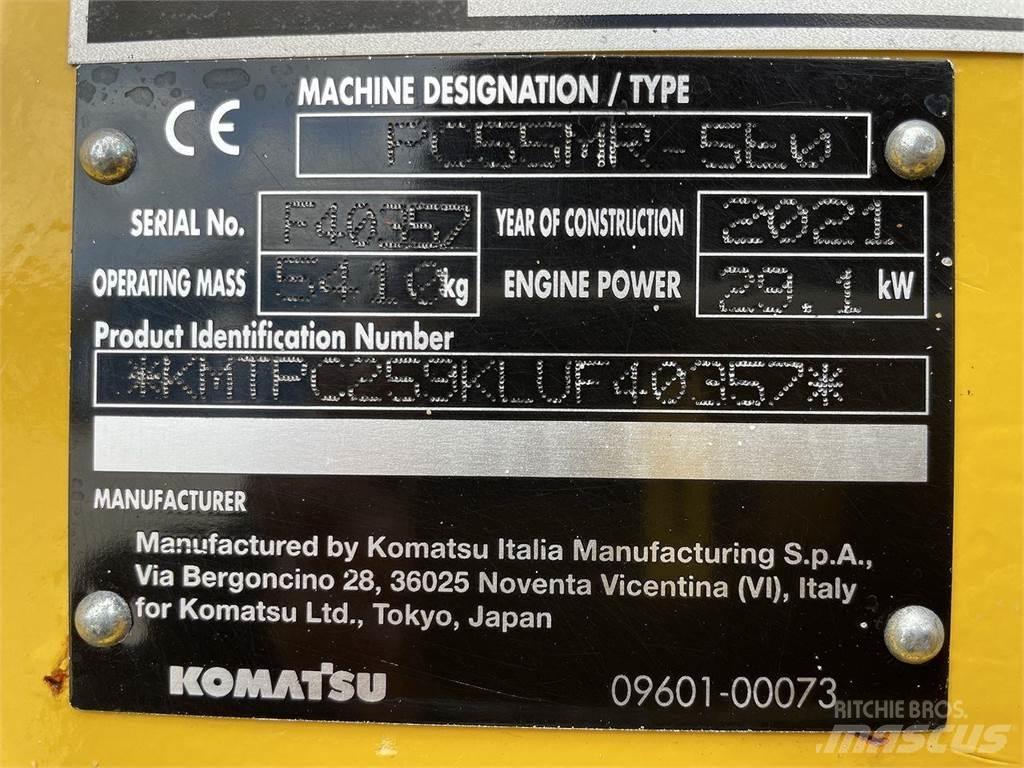 CE
MACHINE DESIGNATION / TYPE
PC55MR-5E0
SERIAL No. F40357 YEAR OF CONSTRUCTION 2021
OPERATING MASS 5410 kg ENGINE POWER 29.1 kW
Product Identification Number
*KMTPC259KLUF40357*
MANUFACTURER
Manufactured by Komatsu Italia Manufacturing S.p.A.,
Via Bergoncino 28, 36025 Noventa Vicentina (VI), Italy
for Komatsu Ltd., Tokyo, Japan
KOMATSU 09601-00073
RITCHIE BROS.
MASCUS